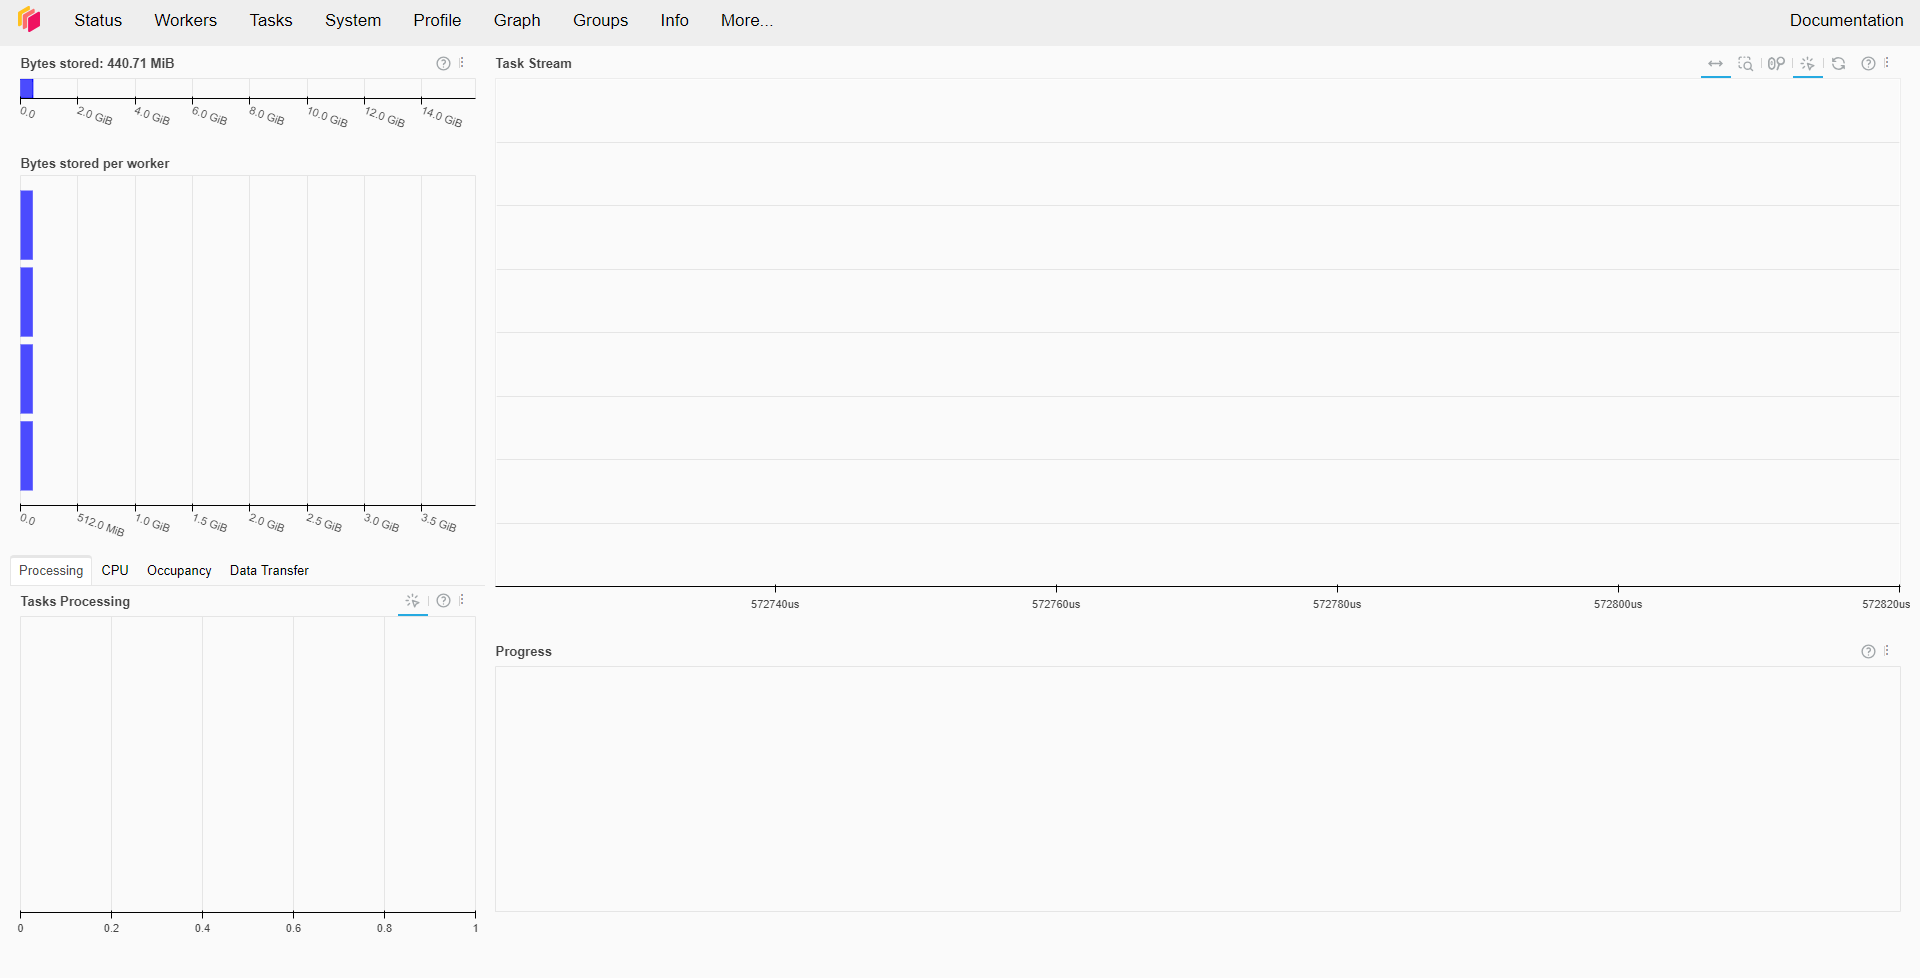 Status Workers Tasks System Profile Graph Groups Info More... Documentation
Bytes stored: 440.71 MiB
0.0 2.0 GiB 4.0 GiB 6.0 GiB 8.0 GiB 10.0 GiB 12.0 GiB 14.0 GiB
Bytes stored per worker
0.0 512.0 MiB 1.0 GiB 1.5 GiB 2.0 GiB 2.5 GiB 3.0 GiB 3.5 GiB
Processing CPU Occupancy Data Transfer
Tasks Processing
0 0.2 0.4 0.6 0.8 1
Task Stream
572740us 572760us 572780us 572800us 572820us
Progress